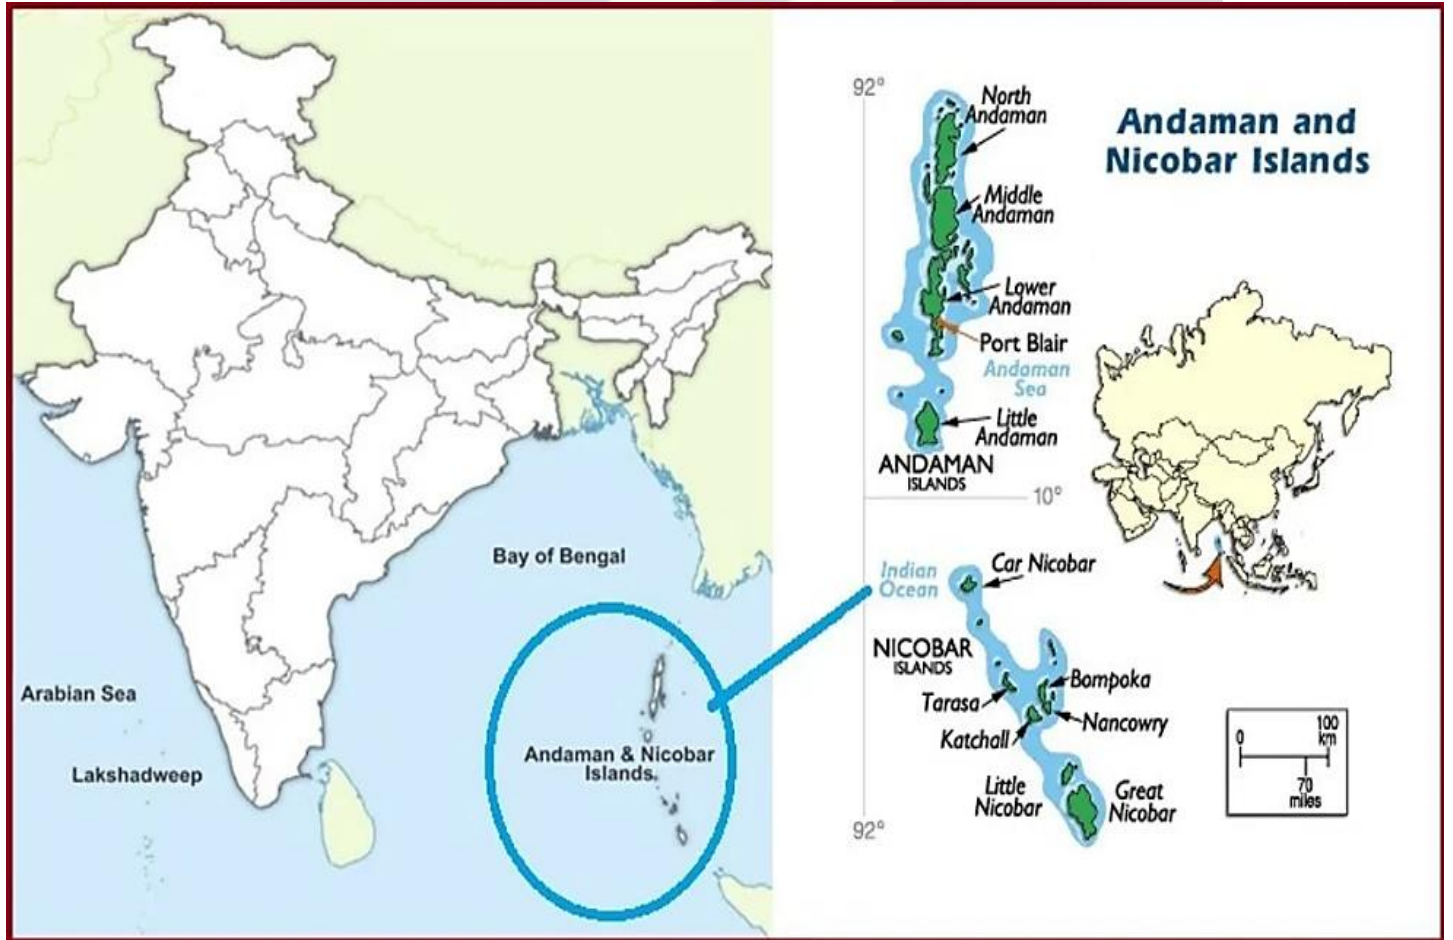 Bay of Bengal
Arabian Sea
Lakshadweep
Andaman & Nicobar
Islands
Andaman and
Nicobar Islands
92°
North
Andaman
Middle
Andaman
Lower
Andaman
Port Blair
Andaman
Sea
Little
Andaman
ANDAMAN
ISLANDS
10°
Indian
Ocean
Car Nicobar
NICOBAR
ISLANDS
Bompoka
Tarasa
Nancowry
Katchall
Little
Nicobar
Great
Nicobar
92°
0
100
km
70
miles